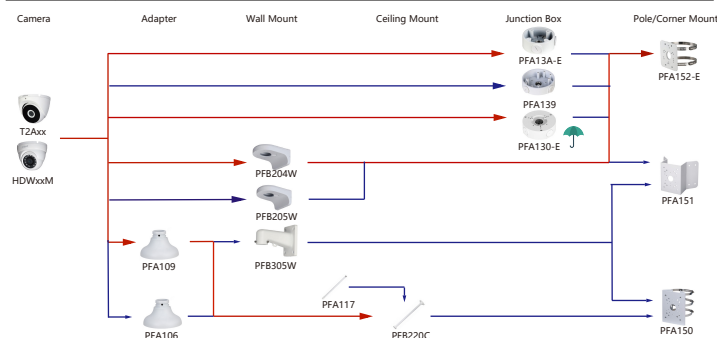 Camera Adapter Wall Mount Ceiling Mount Junction Box Pole/Corner Mount
PFA13A-E
PFA152-E
PFA139
T2Axx
PFA130-E
HDWxxM
PFB204W
PFA151
PFB205W
PFA109
PFB305W
PFA117
PFA106
PFB220C
PFA150